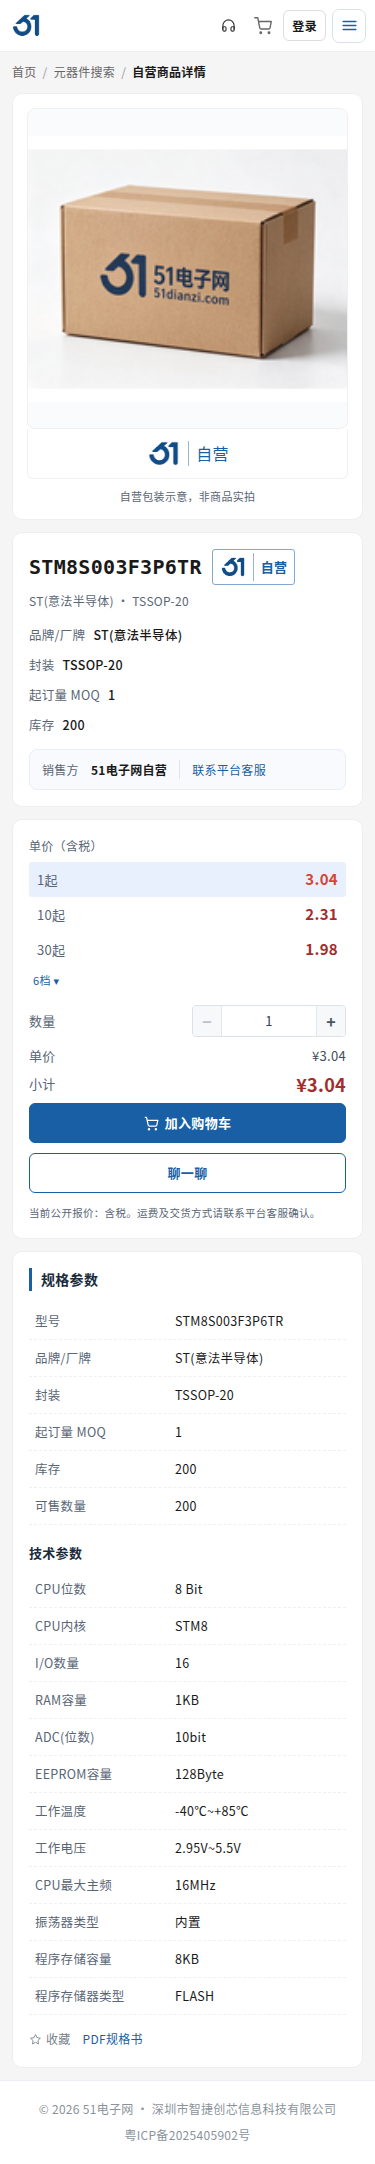 51 登录
首页 / 元器件搜索 / 自营商品详情
51 51电子网
51dianzi.com
51 自营
自营包装示意，非商品实拍
STM8S003F3P6TR 51 自营
ST(意法半导体) · TSSOP-20
品牌/厂牌 ST(意法半导体)
封装 TSSOP-20
起订量 MOQ 1
库存 200
销售方 51电子网自营 联系平台客服
单价（含税）
1起 3.04
10起 2.31
30起 1.98
6档 ▾
数量 − 1 +
单价 ¥3.04
小计 ¥3.04
加入购物车
聊一聊
当前公开报价：含税。运费及交货方式请联系平台客服确认。
规格参数
型号 STM8S003F3P6TR
品牌/厂牌 ST(意法半导体)
封装 TSSOP-20
起订量 MOQ 1
库存 200
可售数量 200
技术参数
CPU位数 8 Bit
CPU内核 STM8
I/O数量 16
RAM容量 1KB
ADC(位数) 10bit
EEPROM容量 128Byte
工作温度 -40℃~+85℃
工作电压 2.95V~5.5V
CPU最大主频 16MHz
振荡器类型 内置
程序存储容量 8KB
程序存储器类型 FLASH
☆ 收藏 PDF规格书
© 2026 51电子网 · 深圳市智捷创芯信息科技有限公司
粤ICP备2025405902号